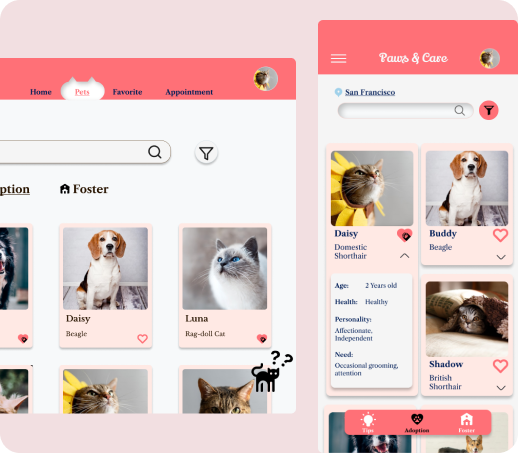 Home
Pets
Favorite
Appointment
ption
Foster
Daisy
Beagle
Luna
Rag-doll Cat
Paws & Care
San Francisco
Daisy
Domestic
Shorthair
Age: 2 Years old
Health: Healthy
Personality:
Affectionate,
Independent
Need:
Occasional grooming,
attention
Buddy
Beagle
Shadow
British
Shorthair
Tips
Adoption
Foster